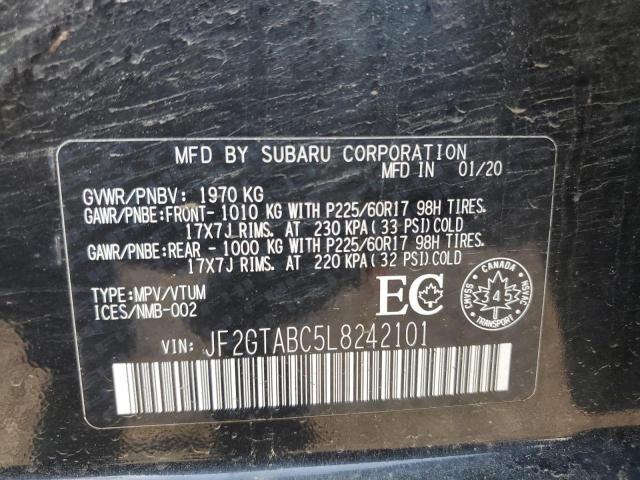 MFD BY SUBARU CORPORATION
MFD IN 01/20
GVWR/PNBV: 1970 KG
GAWR/PNBE:FRONT- 1010 KG WITH P225/60R17 98H TIRES.
17X7J RIMS. AT 230 KPA(33 PSI)COLD
GAWR/PNBE:REAR - 1000 KG WITH P225/60R17 98H TIRES.
17X7J RIMS. AT 220 KPA(32 PSI)COLD
TYPE:MPV/VTUM
ICES/NMB-002
EC
CANADA
SVMAC
345
NSVAC
TRANSPORT
VIN: JF2GTABC5L8242101